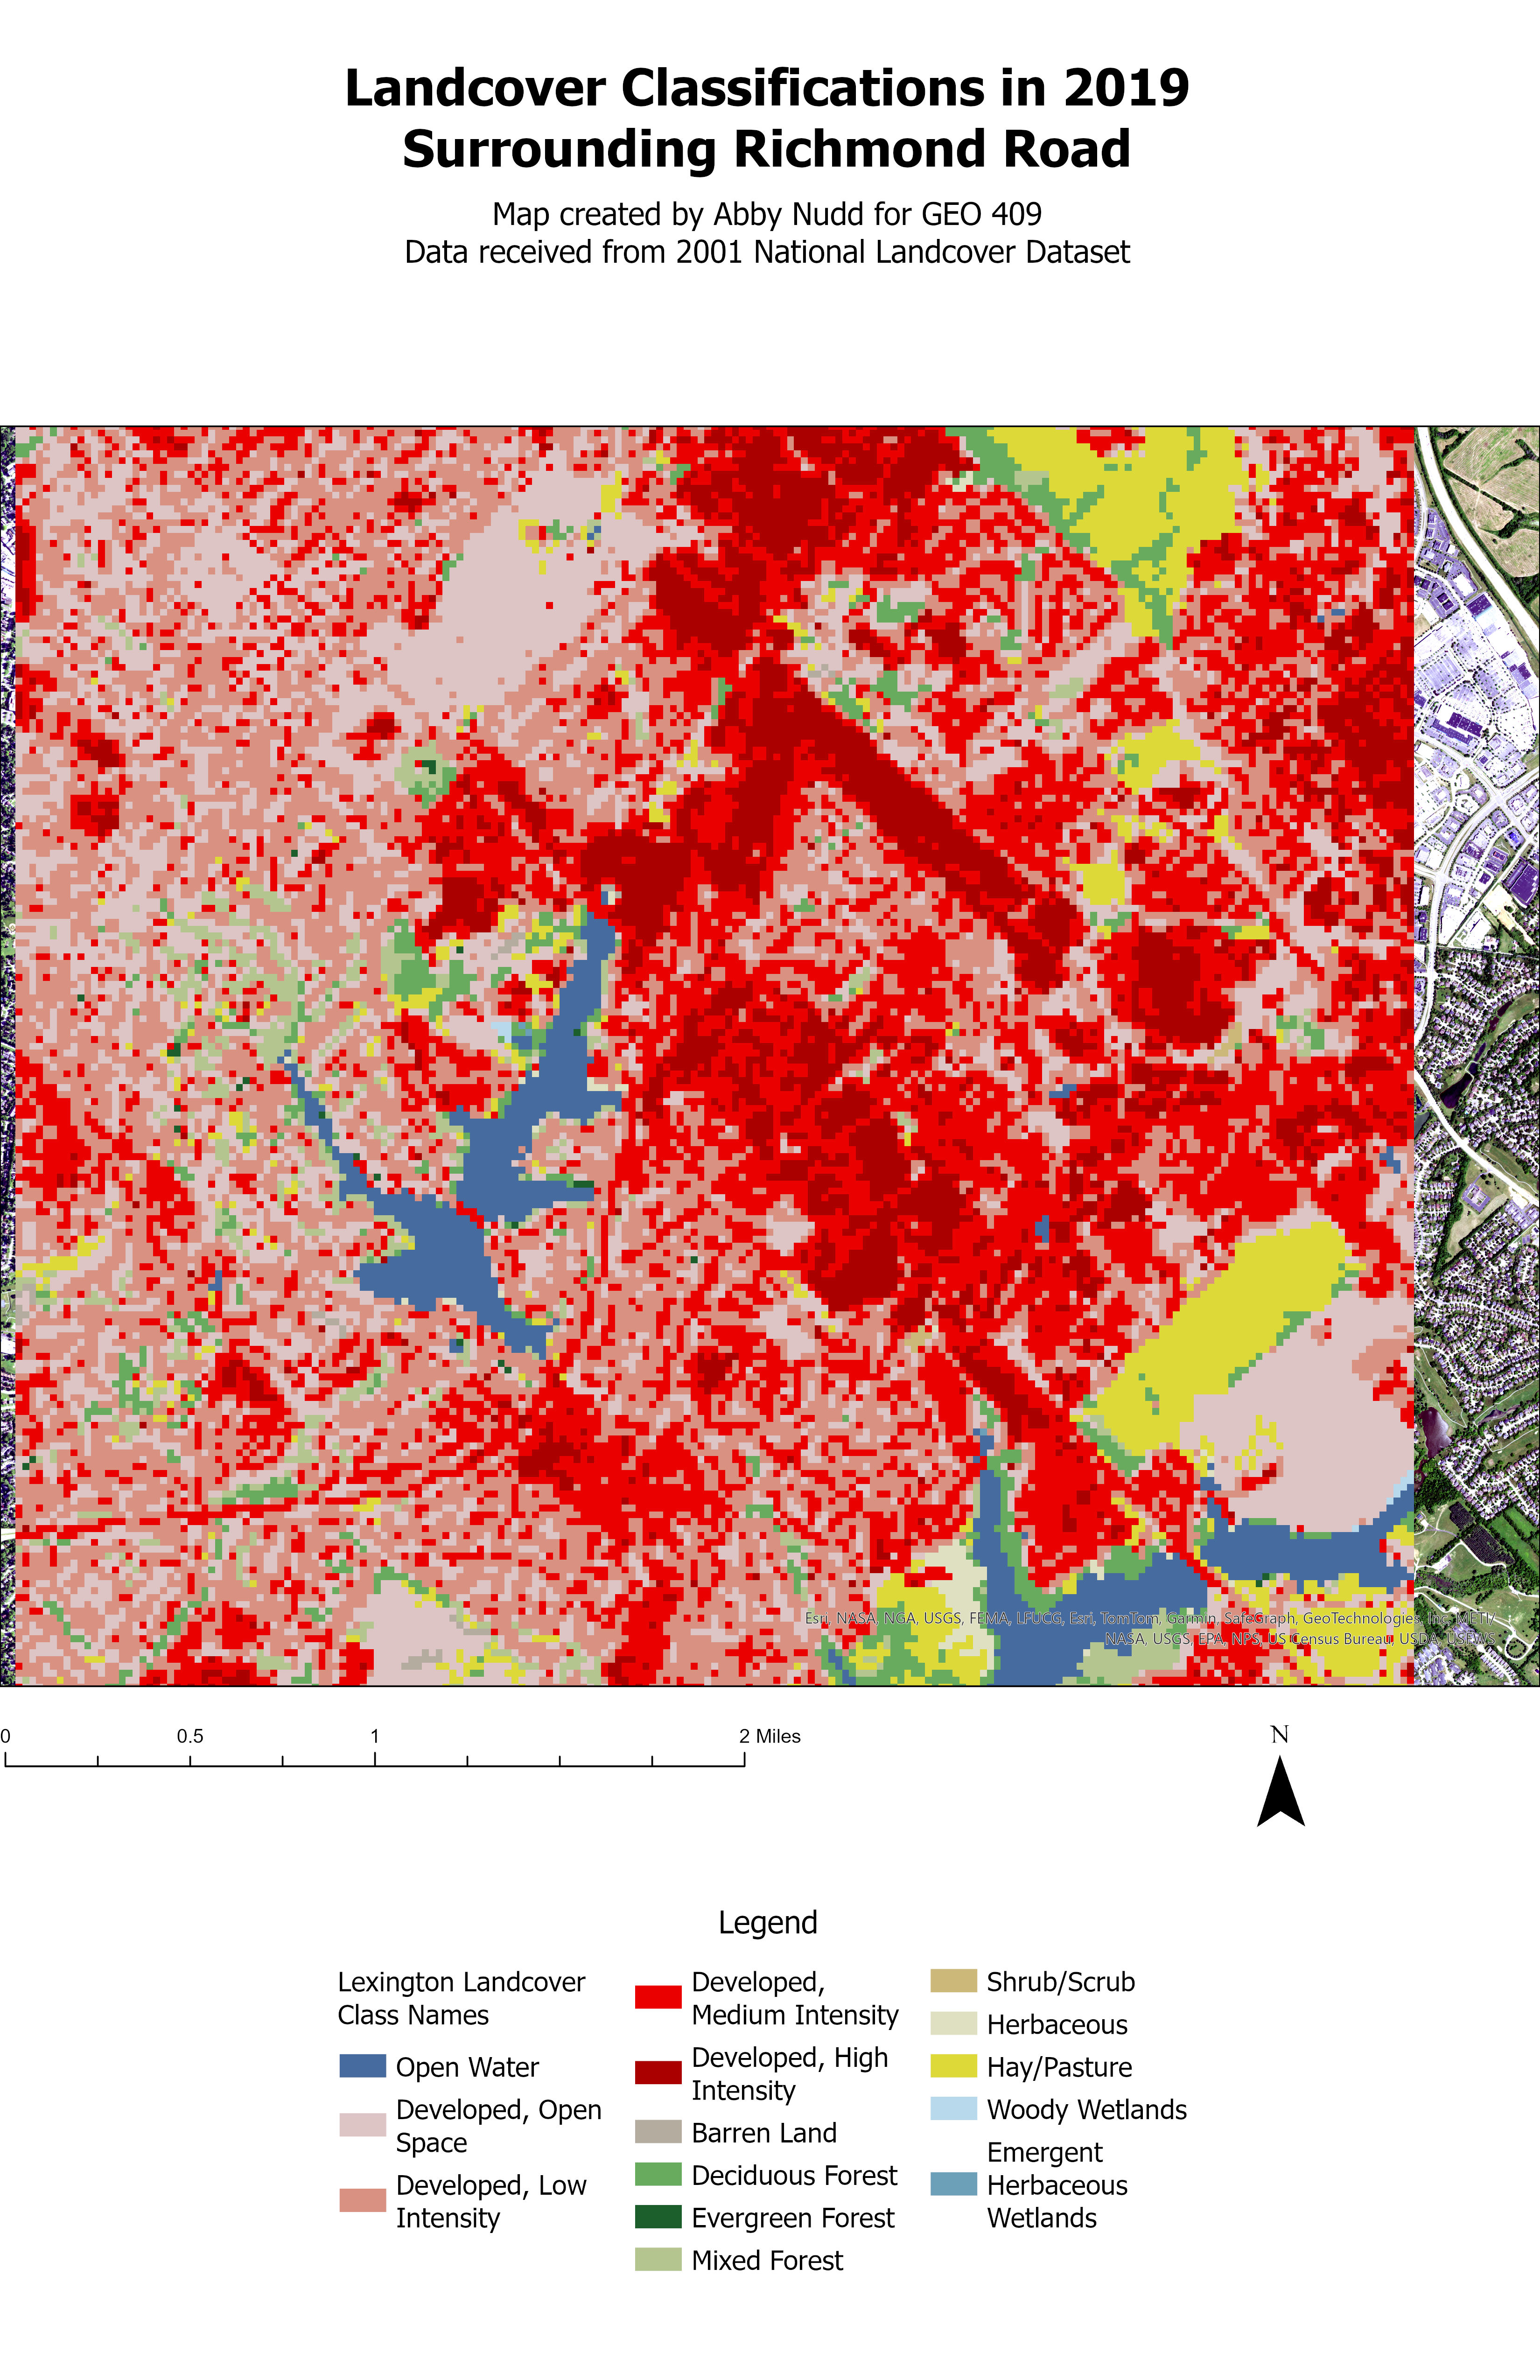 Landcover Classifications in 2019
Surrounding Richmond Road
Map created by Abby Nudd for GEO 409
Data received from 2001 National Landcover Dataset
Esri, NASA, NGA, USGS, FEMA, LFUCG, Esri, TomTom, Garmin, SafeGraph, GeoTechnologies, Inc, METI/
NASA, USGS, EPA, NPS, US Census Bureau, USDA, USFWS
0 0.5 1 2 Miles
N
Legend
Lexington Landcover
Class Names
Open Water
Developed, Open
Space
Developed, Low
Intensity
Developed,
Medium Intensity
Developed, High
Intensity
Barren Land
Deciduous Forest
Evergreen Forest
Mixed Forest
Shrub/Scrub
Herbaceous
Hay/Pasture
Woody Wetlands
Emergent
Herbaceous
Wetlands